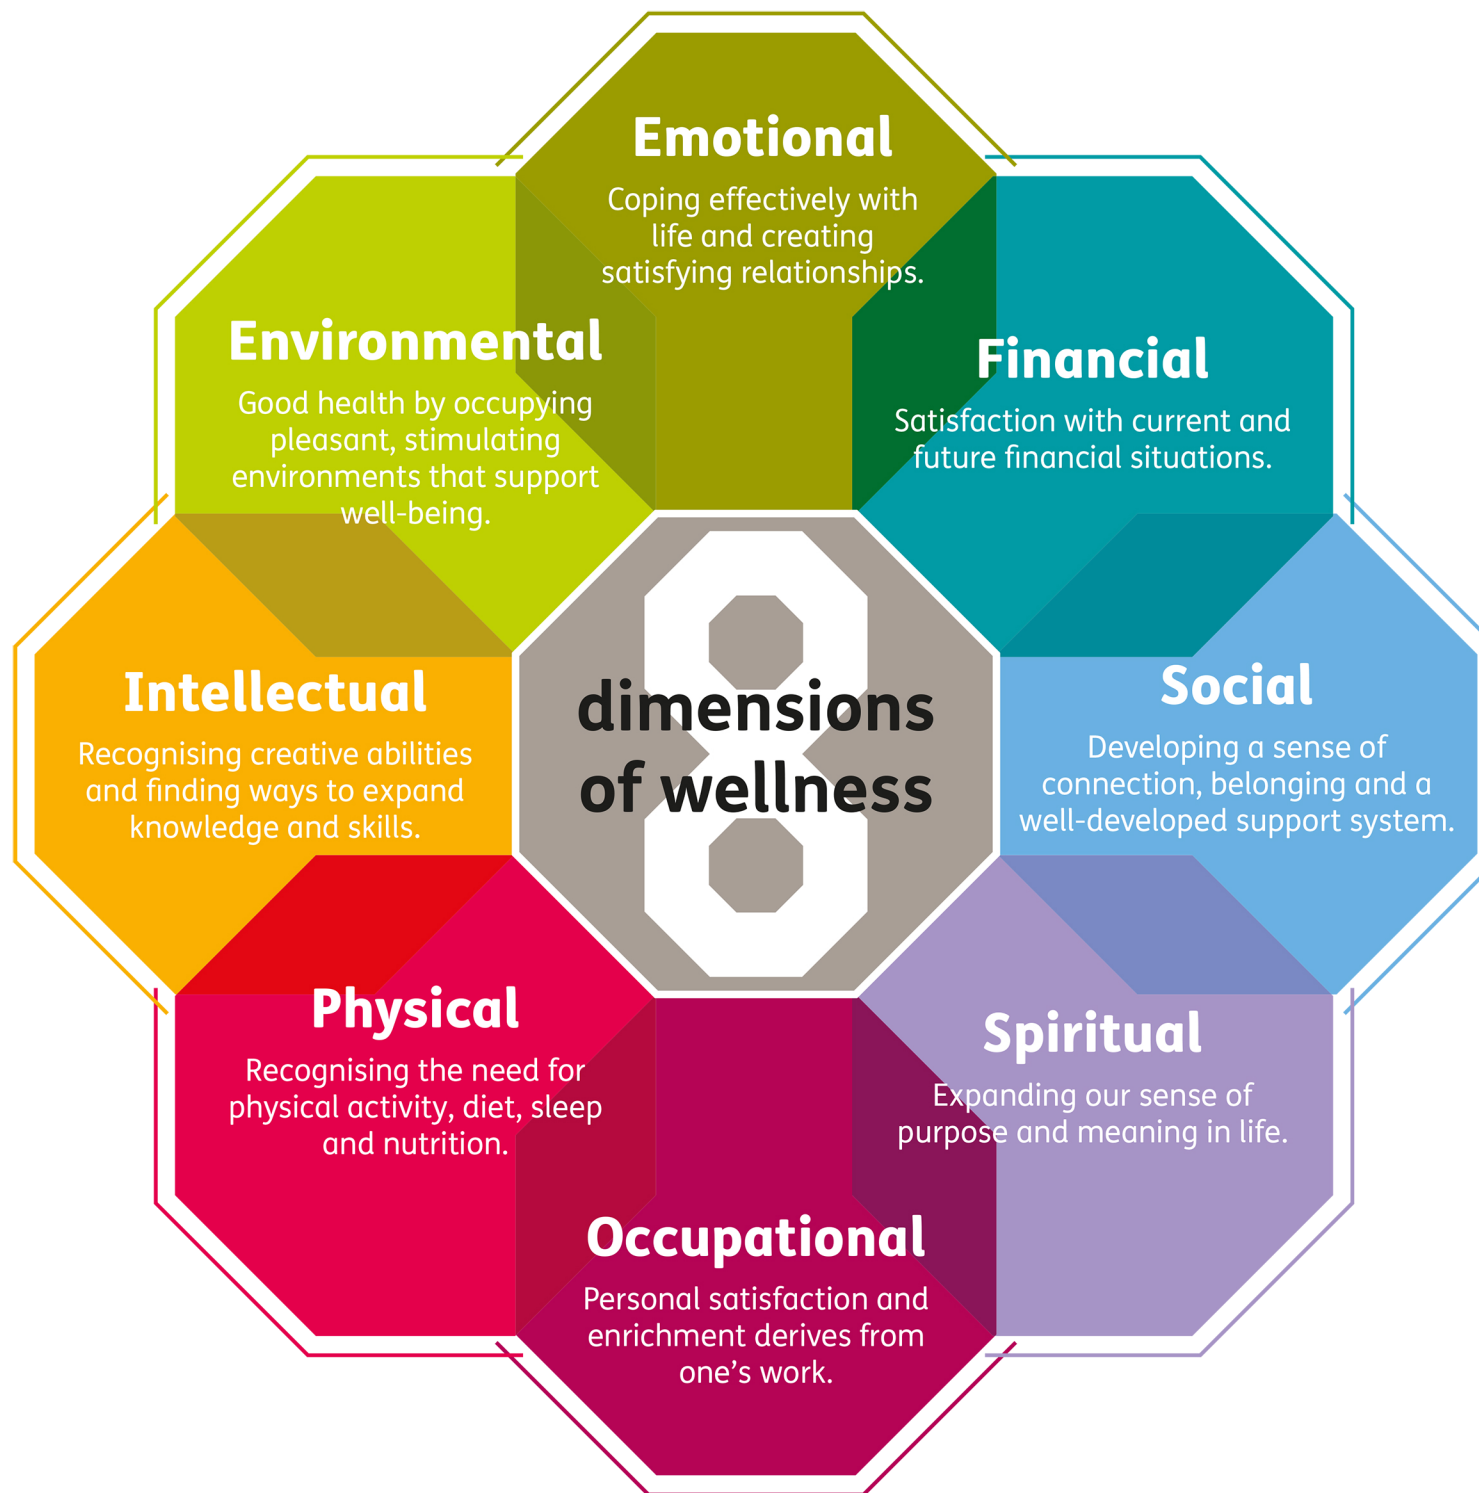 Emotional
Coping effectively with
life and creating
satisfying relationships.
Financial
Satisfaction with current and
future financial situations.
Social
Developing a sense of
connection, belonging and a
well-developed support system.
Spiritual
Expanding our sense of
purpose and meaning in life.
Occupational
Personal satisfaction and
enrichment derives from
one’s work.
Physical
Recognising the need for
physical activity, diet, sleep
and nutrition.
Intellectual
Recognising creative abilities
and finding ways to expand
knowledge and skills.
Environmental
Good health by occupying
pleasant, stimulating
environments that support
well-being.
8
dimensions
of wellness